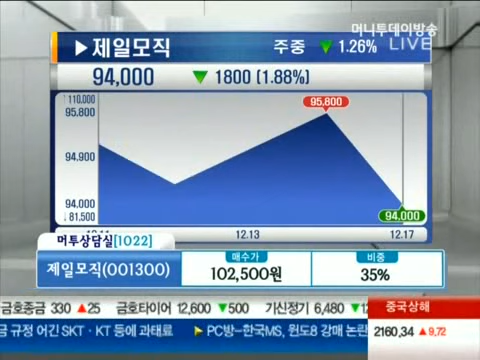 머니투데이방송
LIVE
▶제일모직
주중 ▼ 1.26%
94,000 ▼ 1800 (1.88%)
↑110,000
95,800
94,900
94,000
↓81,500
95,800
94,000
12.13
12.17
머투상담실[1022]
제일모직(001300)
매수가
102,500원
비중
35%
금호종금 330 ▲25 금호타이어 12,600 ▼500 기신정기 6,480 ▼12
중국상해
금 규정 어긴 SKT·KT 등에 과태료 ▶PC방-한국MS, 윈도8 강매 논란
2160,34 ▲9,72